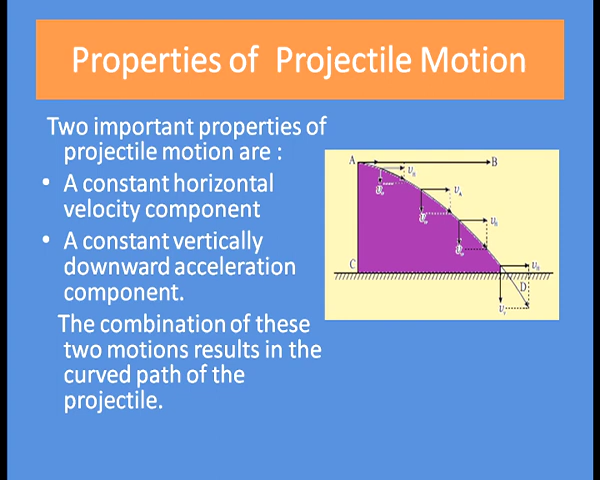 Properties of Projectile Motion
Two important properties of
projectile motion are :
• A constant horizontal
velocity component
• A constant vertically
downward acceleration
component.
The combination of these
two motions results in the
curved path of the
projectile.
A
B
C
D